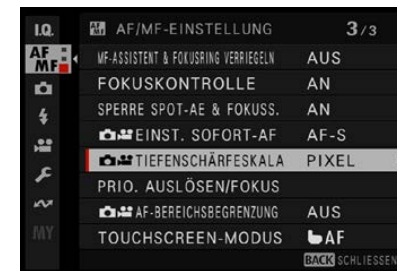 I.Q.
AF/MF-EINSTELLUNG 3/3
AF
MF
MF-ASSISTENT & FOKUSRING VERRIEGELN AUS
FOKUSKONTROLLE AN
SPERRE SPOT-AE & FOKUSS. AN
EINST. SOFORT-AF AF-S
TIEFENSCHÄRFESKALA PIXEL
PRIO. AUSLÖSEN/FOKUS
AF-BEREICHSBEGRENZUNG AUS
MY
TOUCHSCREEN-MODUS AF
BACK SCHLIESSEN